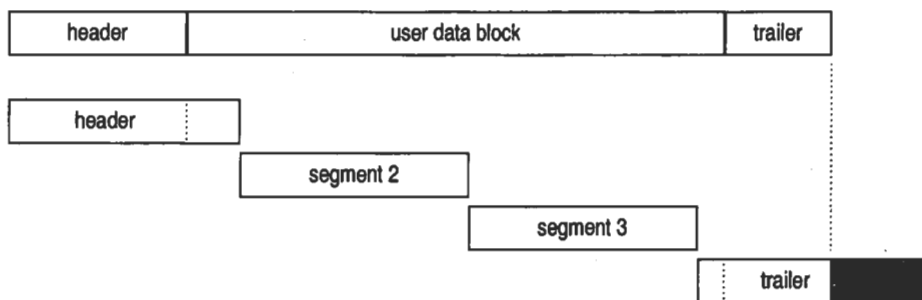 header user data block trailer
header
segment 2
segment 3
trailer